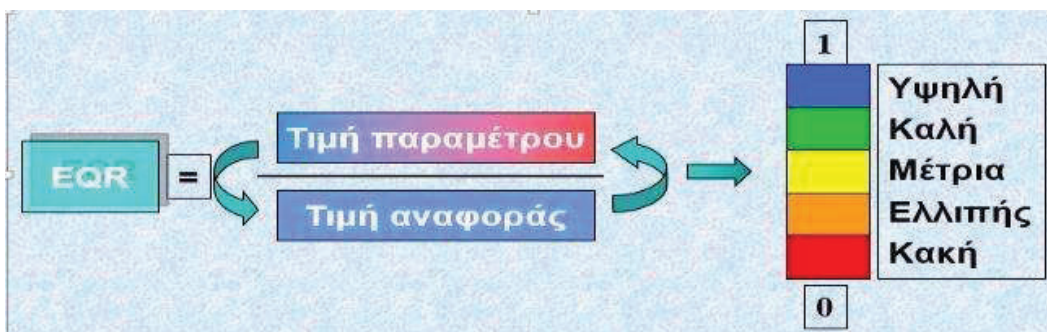 1
EQR = Τιμή παραμέτρου
Τιμή αναφοράς
Υψηλή
Καλή
Μέτρια
Ελλιπής
Κακή
0